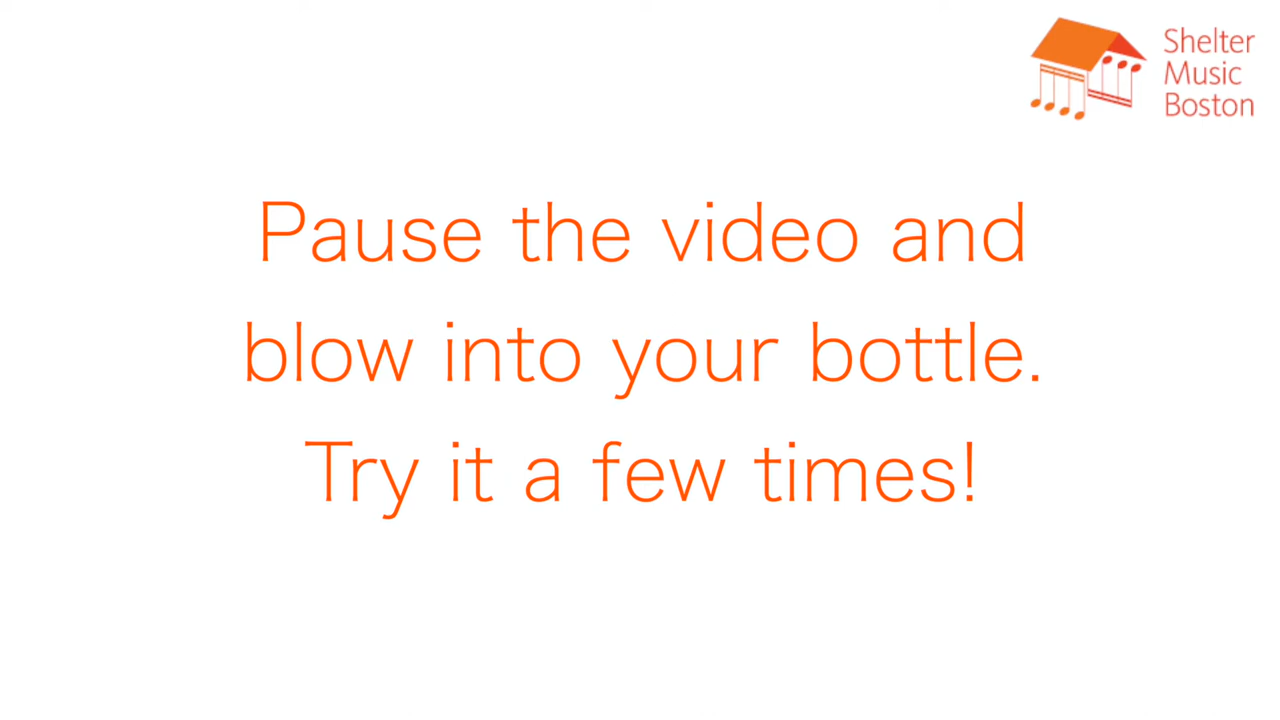 Shelter
Music
Boston
Pause the video and
blow into your bottle.
Try it a few times!